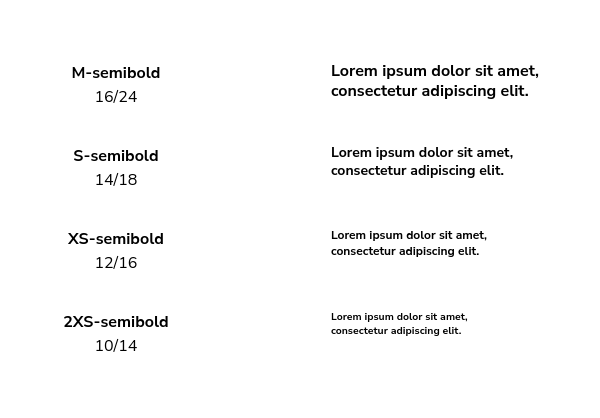 M-semibold
16/24
Lorem ipsum dolor sit amet,
consectetur adipiscing elit.
S-semibold
14/18
Lorem ipsum dolor sit amet,
consectetur adipiscing elit.
XS-semibold
12/16
Lorem ipsum dolor sit amet,
consectetur adipiscing elit.
2XS-semibold
10/14
Lorem ipsum dolor sit amet,
consectetur adipiscing elit.